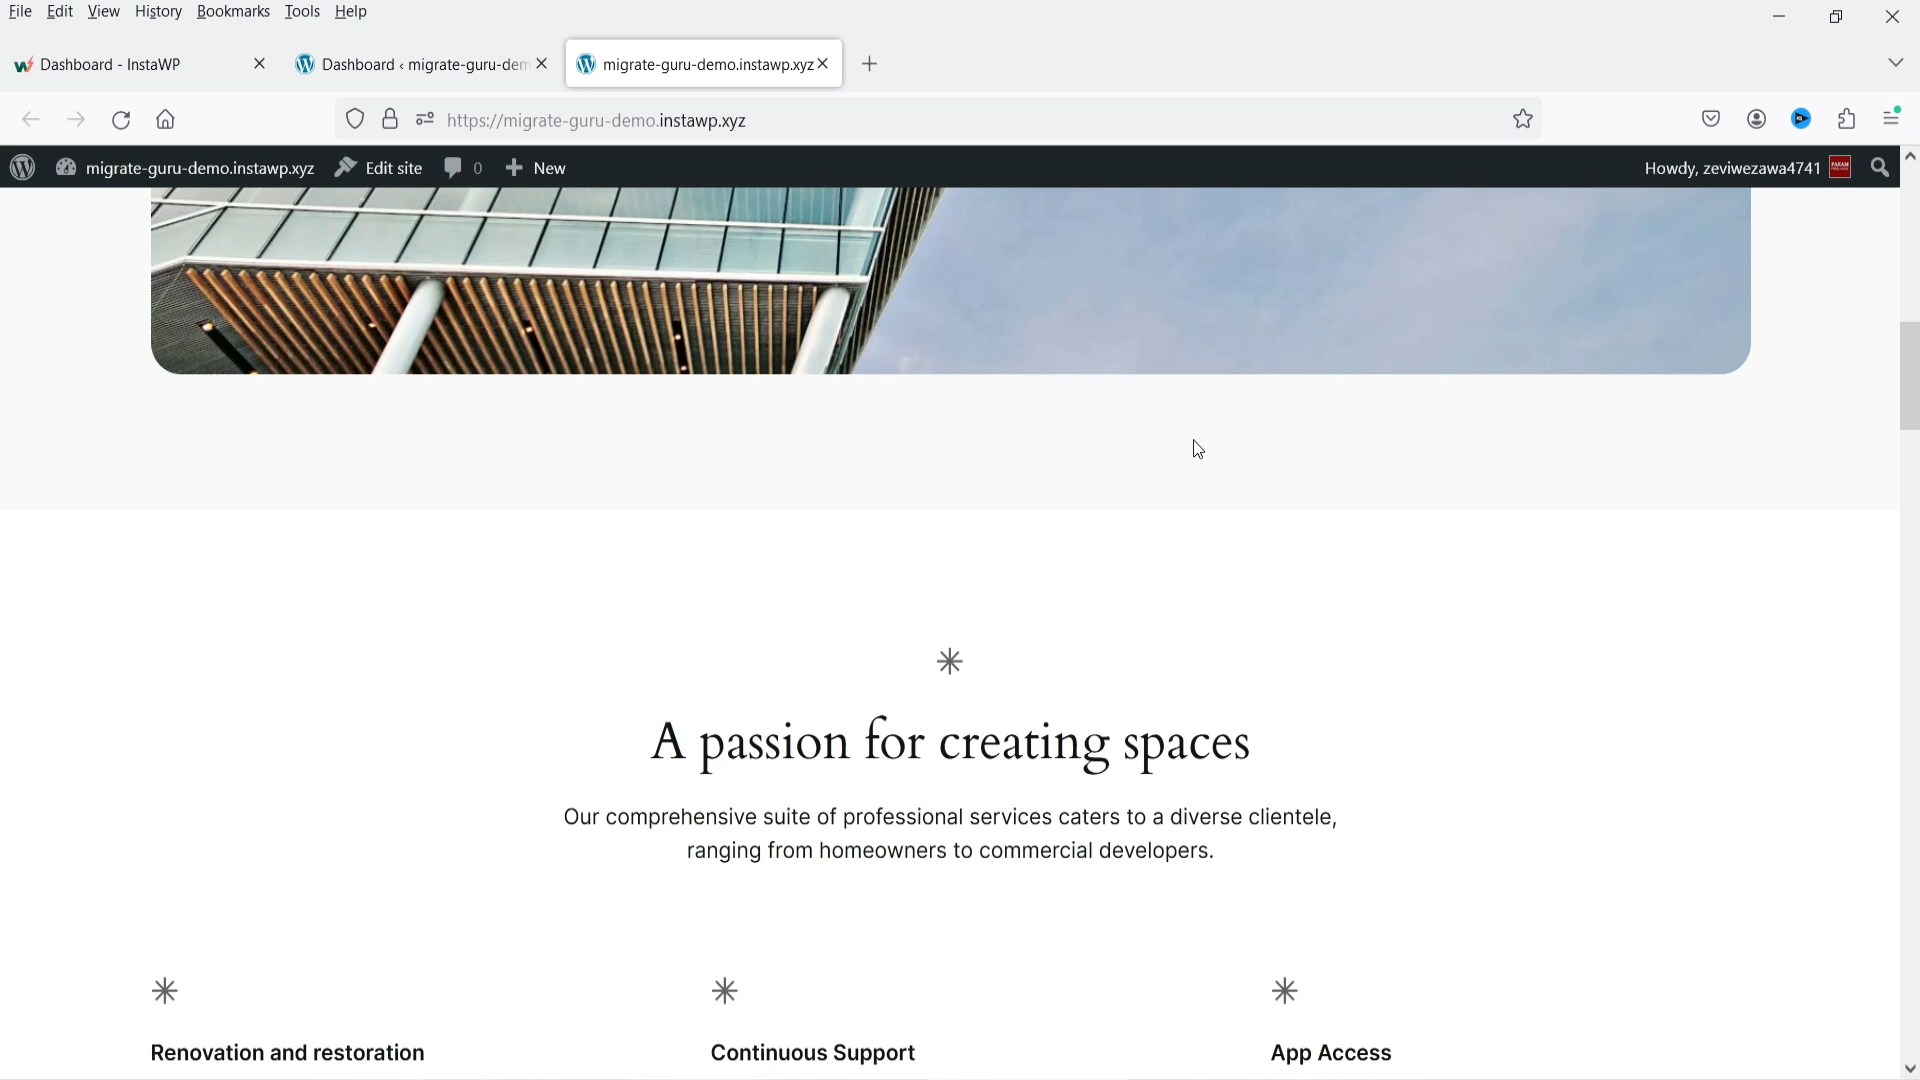 File Edit View History Bookmarks Tools Help
Dashboard - InstaWP
Dashboard ‹ migrate-guru-dem
migrate-guru-demo.instawp.xyz
https://migrate-guru-demo.instawp.xyz
migrate-guru-demo.instawp.xyz Edit site 0 New
Howdy, zeviwezawa4741
A passion for creating spaces
Our comprehensive suite of professional services caters to a diverse clientele,
ranging from homeowners to commercial developers.
Renovation and restoration
Continuous Support
App Access